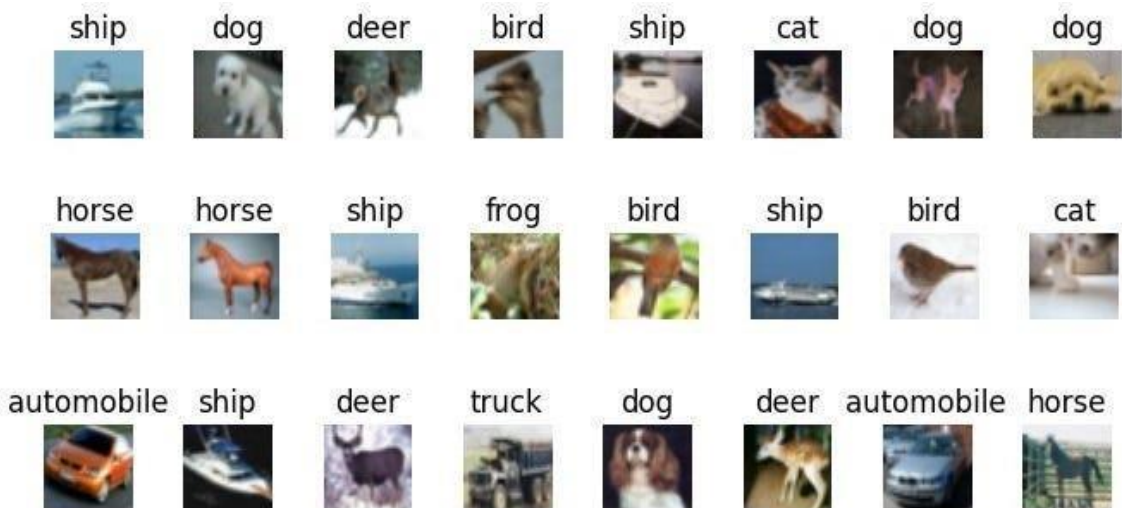 ship dog deer bird ship cat dog dog
horse horse ship frog bird ship bird cat
automobile ship deer truck dog deer automobile horse